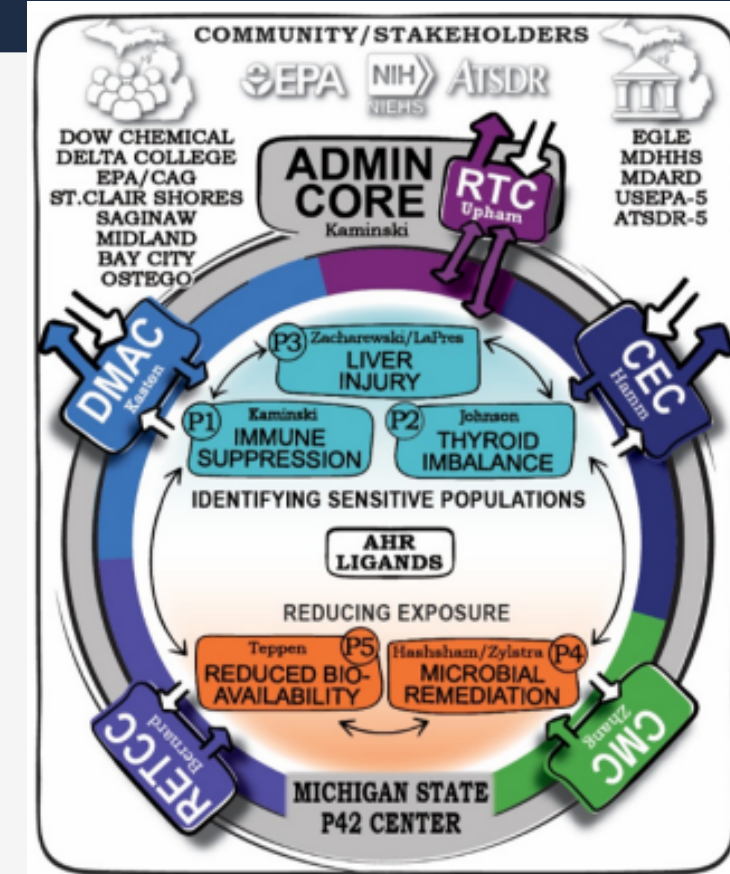 COMMUNITY/STAKEHOLDERS
EPA
NIH
NIEHS
ATSDR
DOW CHEMICAL
DELTA COLLEGE
EPA/CAG
ST.CLAIR SHORES
SAGINAW
MIDLAND
BAY CITY
OSTEGO
EGLE
MDHHS
MDARD
USEPA-5
ATSDR-5
ADMIN
CORE
Kaminski
RTC
Upham
DMAC
Kasten
CEC
Hamm
P3
Zacharewski/LaPres
LIVER
INJURY
P1
Kaminski
IMMUNE
SUPPRESSION
P2
Johnson
THYROID
IMBALANCE
IDENTIFYING SENSITIVE POPULATIONS
AHR
LIGANDS
REDUCING EXPOSURE
Teppen
P5
REDUCED BIO-
AVAILABILITY
Hashsham/Zylstra
P4
MICROBIAL
REMEDIATION
RETCC
Bernard
CMC
Zhang
MICHIGAN STATE
P42 CENTER